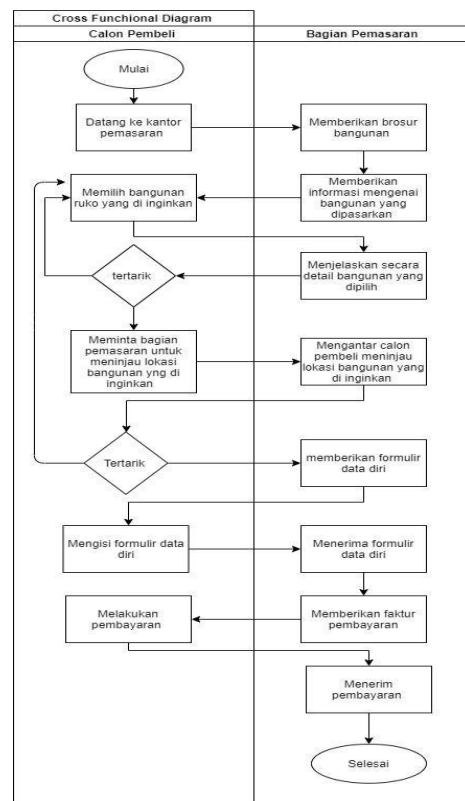 Cross Funchional Diagram
Calon Pembeli
Bagian Pemasaran
Mulai
Datang ke kantor
pemasaran
Memberikan brosur
bangunan
Memilih bangunan
ruko yang di inginkan
Memberikan
informasi mengenai
bangunan yang
dipasarkan
tertarik
Menjelaskan secara
detail bangunan yang
dipilih
Meminta bagian
pemasaran untuk
meninjau lokasi
bangunan yng di
inginkan
Mengantar calon
pembeli meninjau
lokasi bangunan yang
di inginkan
Tertarik
memberikan formulir
data diri
Mengisi formulir data
diri
Menerima formulir
data diri
Melakukan
pembayaran
Memberikan faktur
pembayaran
Menerim
pembayaran
Selesai